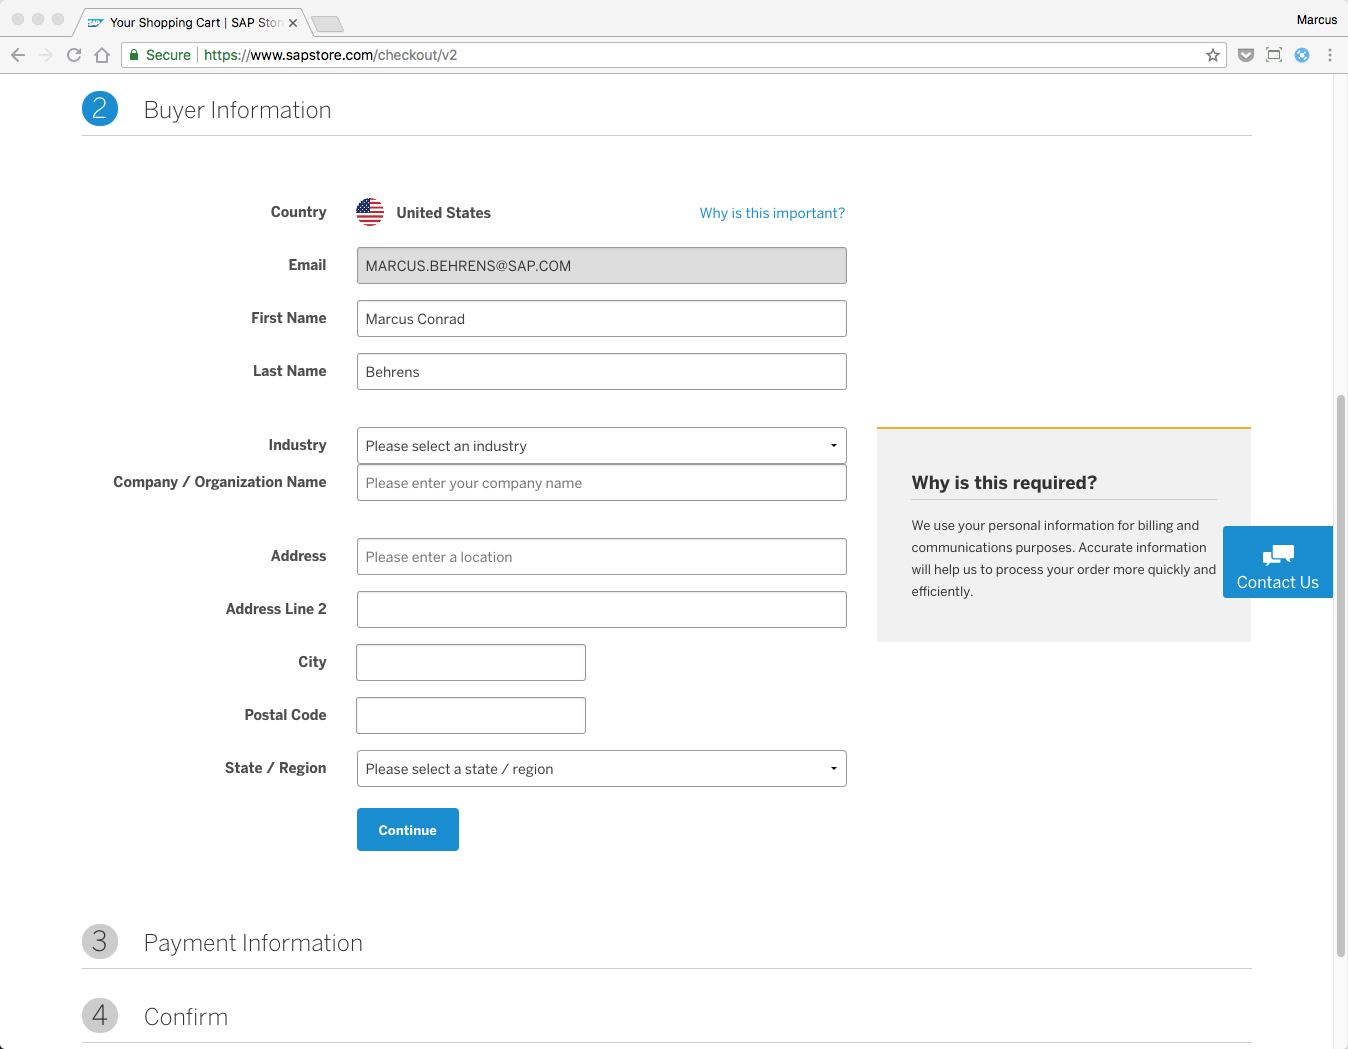 SAP Your Shopping Cart | SAP Stor
Marcus
Secure https://www.sapstore.com/checkout/v2
2 Buyer Information
Country United States Why is this important?
Email MARCUS.BEHRENS@SAP.COM
First Name Marcus Conrad
Last Name Behrens
Industry Please select an industry
Company / Organization Name Please enter your company name
Why is this required?
We use your personal information for billing and
communications purposes. Accurate information
will help us to process your order more quickly and
efficiently.
Contact Us
Address Please enter a location
Address Line 2
City
Postal Code
State / Region Please select a state / region
Continue
3 Payment Information
4 Confirm